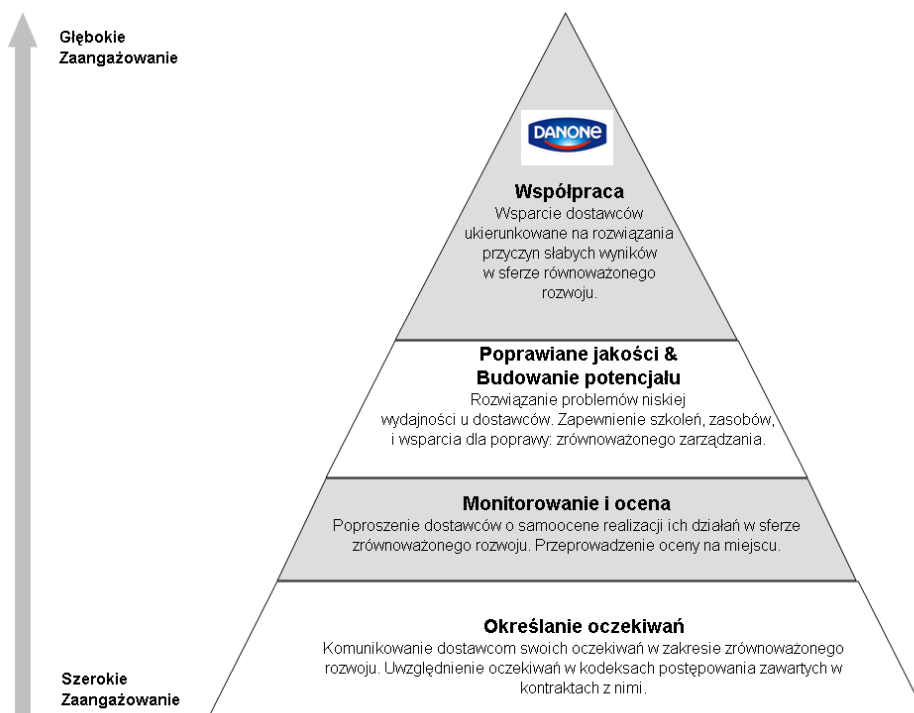 Głębokie
Zaangażowanie
DANONE
Współpraca
Wsparcie dostawców
ukierunkowane na rozwiązania
przyczyn słabych wyników
w sferze równoważonego
rozwoju.
Poprawiane jakości &
Budowanie potencjału
Rozwiązanie problemów niskiej
wydajności u dostawców. Zapewnienie szkoleń, zasobów,
i wsparcia dla poprawy: zrównoważonego zarządzania.
Monitorowanie i ocena
Poproszenie dostawców o samoocene realizacji ich działań w sferze
zrównoważonego rozwoju. Przeprowadzenie oceny na miejscu.
Określanie oczekiwań
Komunikowanie dostawcom swoich oczekiwań w zakresie zrównoważonego
rozwoju. Uwzględnienie oczekiwań w kodeksach postępowania zawartych w
kontraktach z nimi.
Szerokie
Zaangażowanie